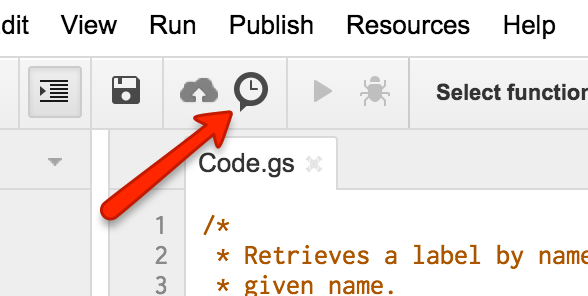 dit View Run Publish Resources Help
Select function
Code.gs
1 /*
2 * Retrieves a label by name
3 * given name.